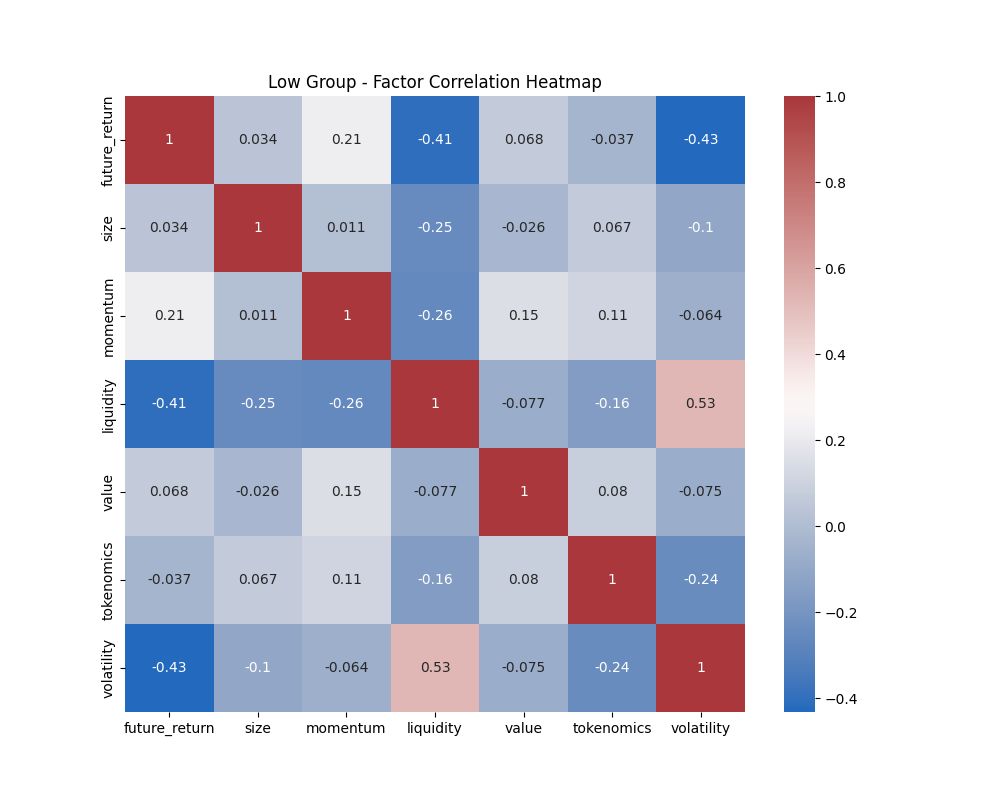 Low Group - Factor Correlation Heatmap
future_return 1 0.034 0.21 -0.41 0.068 -0.037 -0.43
size 0.034 1 0.011 -0.25 -0.026 0.067 -0.1
momentum 0.21 0.011 1 -0.26 0.15 0.11 -0.064
liquidity -0.41 -0.25 -0.26 1 -0.077 -0.16 0.53
value 0.068 -0.026 0.15 -0.077 1 0.08 -0.075
tokenomics -0.037 0.067 0.11 -0.16 0.08 1 -0.24
volatility -0.43 -0.1 -0.064 0.53 -0.075 -0.24 1
future_return size momentum liquidity value tokenomics volatility
1.0
0.8
0.6
0.4
0.2
0.0
−0.2
−0.4